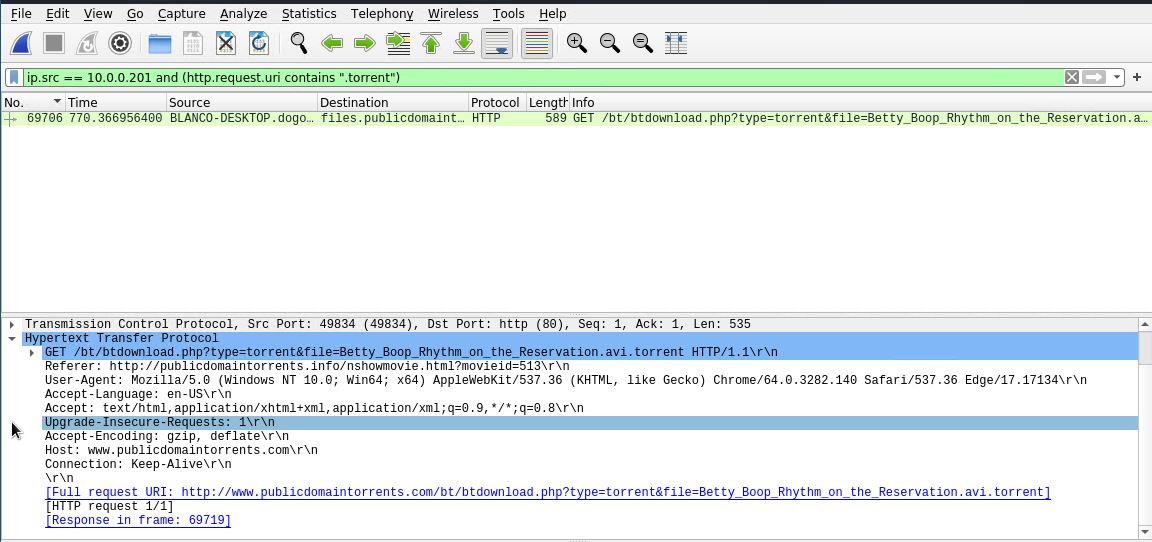 File Edit View Go Capture Analyze Statistics Telephony Wireless Tools Help
ip.src == 10.0.0.201 and (http.request.uri contains ".torrent")
No. Time Source Destination Protocol Length Info
69706 770.366956400 BLANCO-DESKTOP.dogo… files.publicdomaint… HTTP 589 GET /bt/btdownload.php?type=torrent&file=Betty_Boop_Rhythm_on_the_Reservation.a…
Transmission Control Protocol, Src Port: 49834 (49834), Dst Port: http (80), Seq: 1, Ack: 1, Len: 535
Hypertext Transfer Protocol
GET /bt/btdownload.php?type=torrent&file=Betty_Boop_Rhythm_on_the_Reservation.avi.torrent HTTP/1.1\r\n
Referer: http://publicdomaintorrents.info/nshowmovie.html?movieid=513\r\n
User-Agent: Mozilla/5.0 (Windows NT 10.0; Win64; x64) AppleWebKit/537.36 (KHTML, like Gecko) Chrome/64.0.3282.140 Safari/537.36 Edge/17.17134\r\n
Accept-Language: en-US\r\n
Accept: text/html,application/xhtml+xml,application/xml;q=0.9,*/*;q=0.8\r\n
Upgrade-Insecure-Requests: 1\r\n
Accept-Encoding: gzip, deflate\r\n
Host: www.publicdomaintorrents.com\r\n
Connection: Keep-Alive\r\n
\r\n
[Full request URI: http://www.publicdomaintorrents.com/bt/btdownload.php?type=torrent&file=Betty_Boop_Rhythm_on_the_Reservation.avi.torrent]
[HTTP request 1/1]
[Response in frame: 69719]